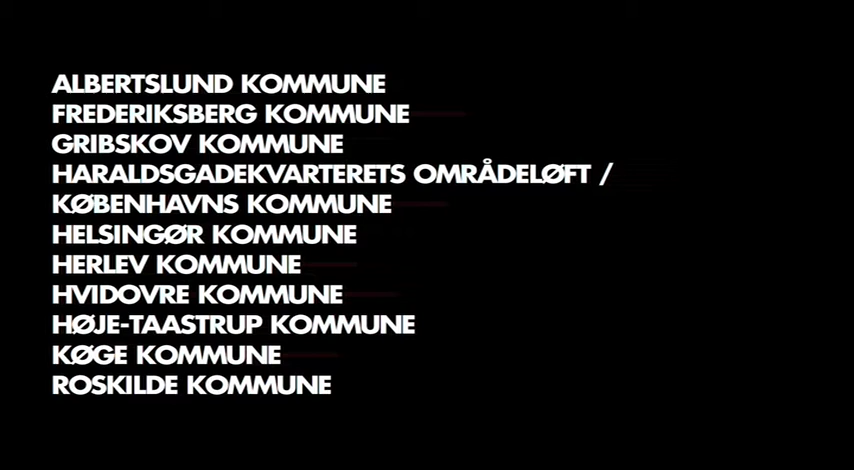 ALBERTSLUND KOMMUNE
FREDERIKSBERG KOMMUNE
GRIBSKOV KOMMUNE
HARALDSGADEKVARTERETS OMRÅDELØFT /
KØBENHAVNS KOMMUNE
HELSINGØR KOMMUNE
HERLEV KOMMUNE
HVIDOVRE KOMMUNE
HØJE-TAASTRUP KOMMUNE
KØGE KOMMUNE
ROSKILDE KOMMUNE